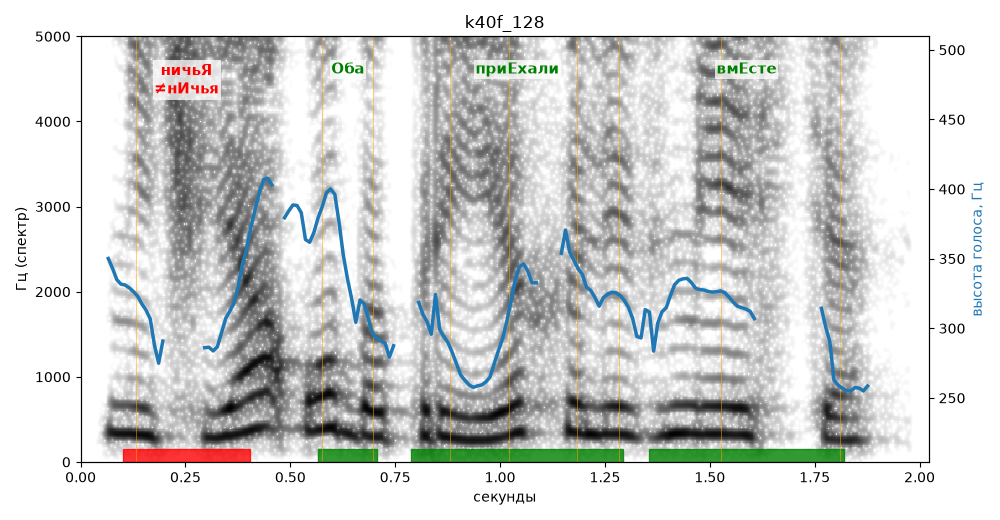 k40f_128
ничьЯ
≠нИчья
Оба
приЕхали
вмЕсте
5000
4000
3000
2000
1000
0
Гц (спектр)
500
450
400
350
300
250
высота голоса, Гц
0.00 0.25 0.50 0.75 1.00 1.25 1.50 1.75 2.00
секунды